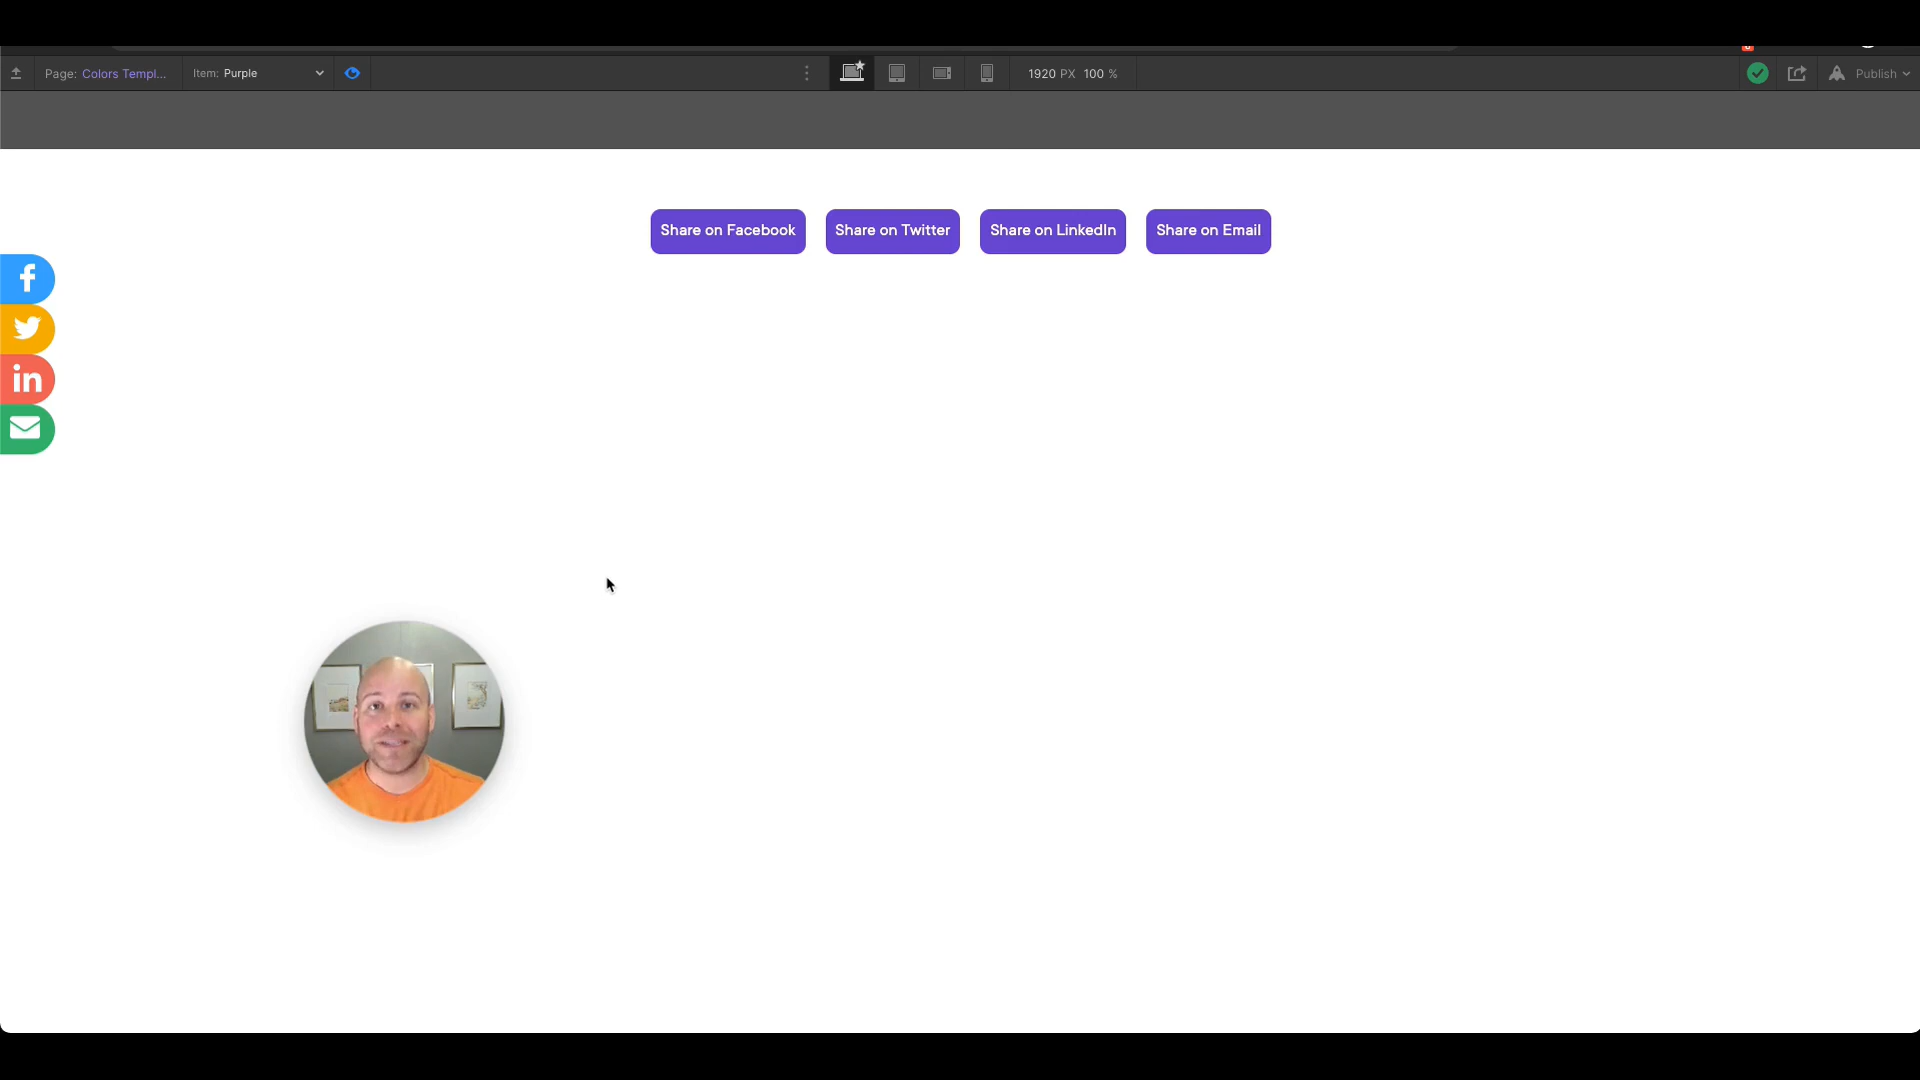 Page: Colors Templ... Item: Purple 1920 PX 100 % Publish
Share on Facebook Share on Twitter Share on LinkedIn Share on Email
f
in